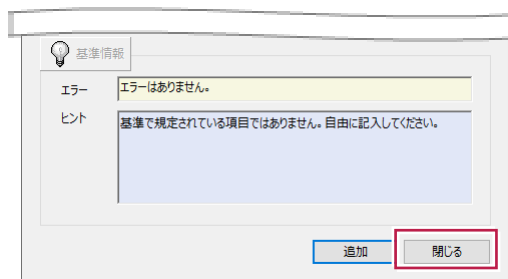 基準情報
エラー
エラーはありません。
ヒント
基準で規定されている項目ではありません。自由に記入してください。
追加
閉じる